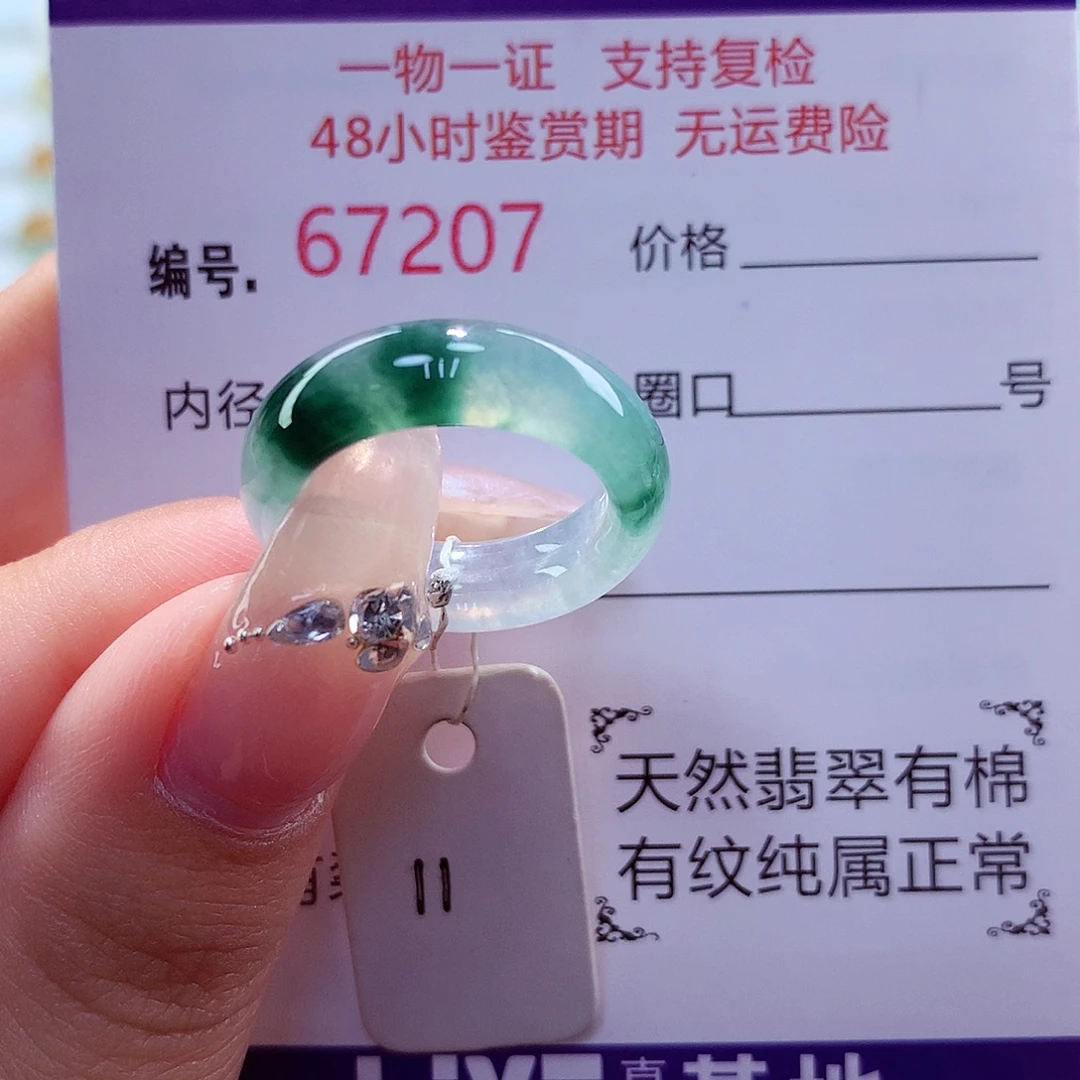 一物一证 支持复检
48小时鉴赏期 无运费险
编号. 67207 价格
内径 圈口 号
天然翡翠有棉
有纹纯属正常
11